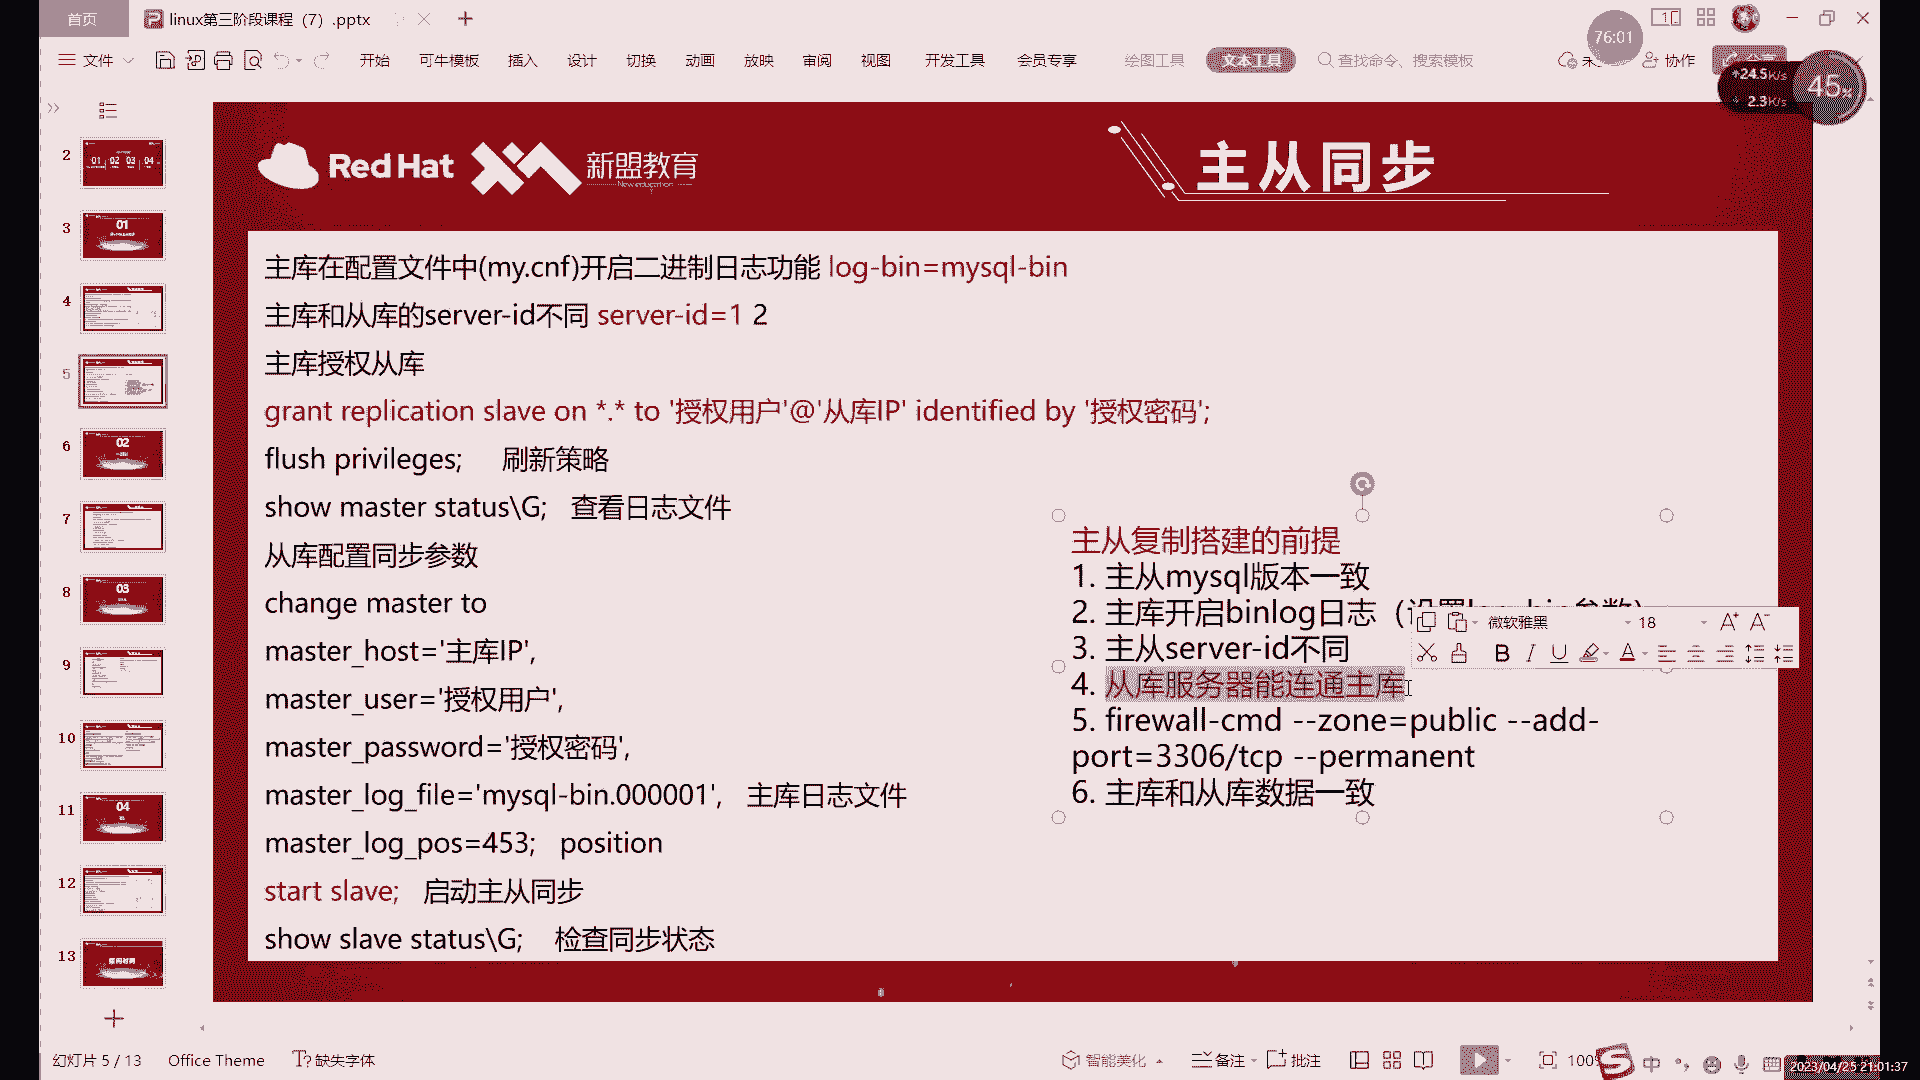 首页
linux第三阶段课程（7）.pptx
76:01
文件
开始 可牛模板 插入 设计 切换 动画 放映 审阅 视图 开发工具 会员专享
绘图工具 文本工具 查找命令、搜索模板
协作
24.5K/s
2.3K/s
45%
Red Hat 新盟教育
主从同步
主库在配置文件中(my.cnf)开启二进制日志功能 log-bin=mysql-bin
主库和从库的server-id不同 server-id=1 2
主库授权从库
grant replication slave on *.* to '授权用户'@'从库IP' identified by '授权密码';
flush privileges; 刷新策略
show master status\G; 查看日志文件
从库配置同步参数
change master to
master_host='主库IP',
master_user='授权用户',
master_password='授权密码',
master_log_file='mysql-bin.000001', 主库日志文件
master_log_pos=453; position
start slave; 启动主从同步
show slave status\G; 检查同步状态
主从复制搭建的前提
1. 主从mysql版本一致
2. 主库开启binlog日志
3. 主从server-id不同
4. 从库服务器能连通主库
5. firewall-cmd --zone=public --add-
port=3306/tcp --permanent
6. 主库和从库数据一致
微软雅黑 18
B I U A
2
3
4
5
6
7
8
9
10
11
12
13
01 02 03 04
01
02
03
04
幻灯片 5 / 13 Office Theme 缺失字体
智能美化 备注 批注
中
2023/04/25 21:01:37